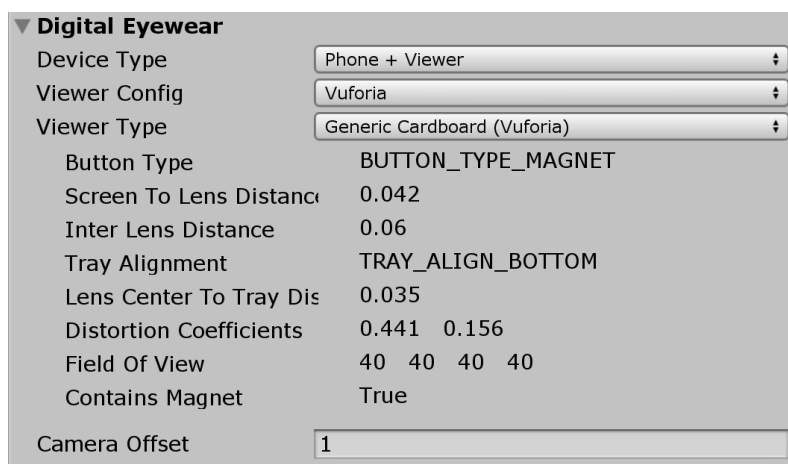 Digital Eyewear
Device Type Phone + Viewer
Viewer Config Vuforia
Viewer Type Generic Cardboard (Vuforia)
Button Type BUTTON_TYPE_MAGNET
Screen To Lens Distanc 0.042
Inter Lens Distance 0.06
Tray Alignment TRAY_ALIGN_BOTTOM
Lens Center To Tray Dis 0.035
Distortion Coefficients 0.441 0.156
Field Of View 40 40 40 40
Contains Magnet True
Camera Offset 1